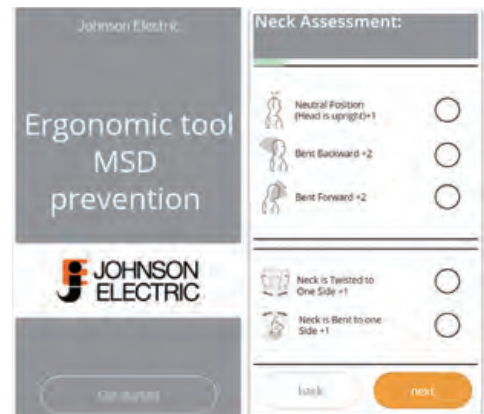 Johnson Electric
Ergonomic tool
MSD
prevention
JOHNSON
ELECTRIC
Get started
Neck Assessment:
Neutral Position
(Head is upright)+1
Bent Backward +2
Bent Forward +2
Neck is Twisted to
One Side +1
Neck is Bent to one
Side +1
back
next